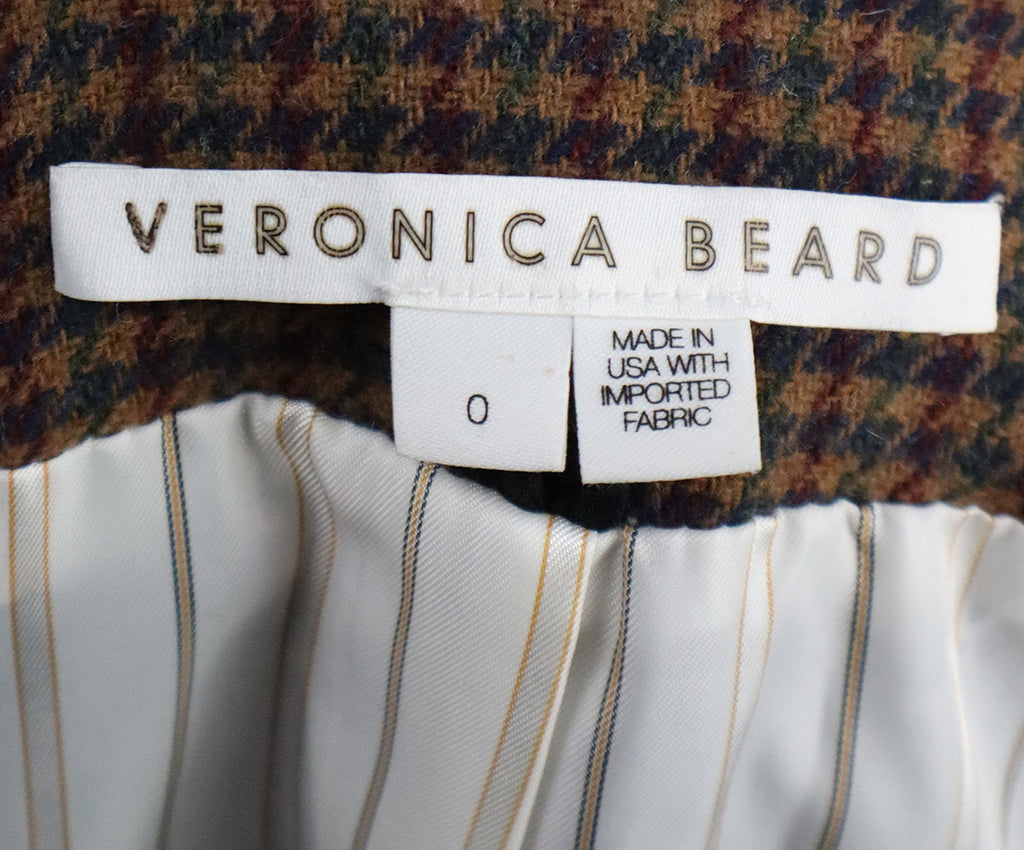 VERONICA BEARD
0
MADE IN
USA WITH
IMPORTED
FABRIC